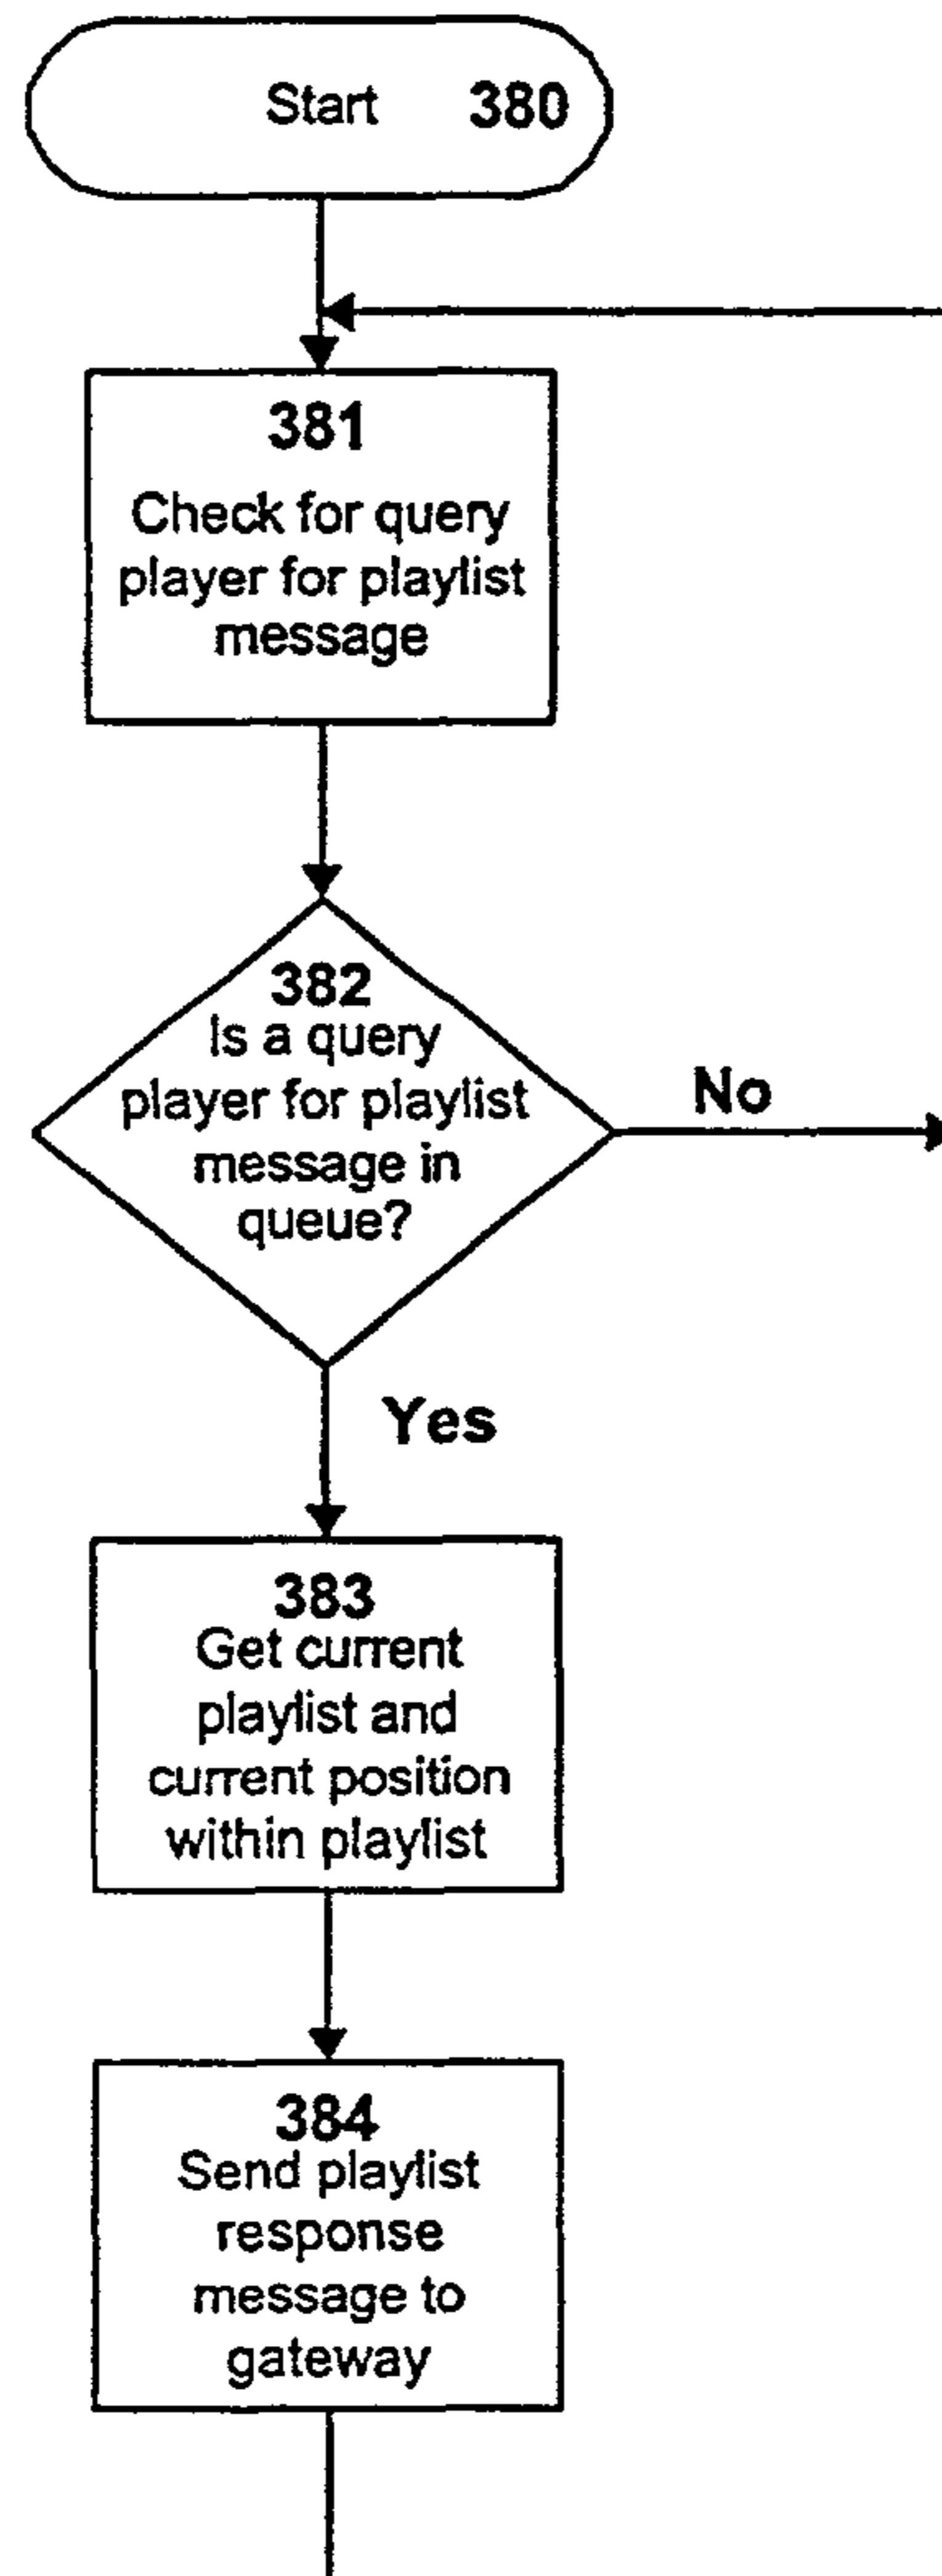 Start 380
381
Check for query
player for playlist
message
382
Is a query
player for playlist
message in
queue?
No
Yes
383
Get current
playlist and
current position
within playlist
384
Send playlist
response
message to
gateway